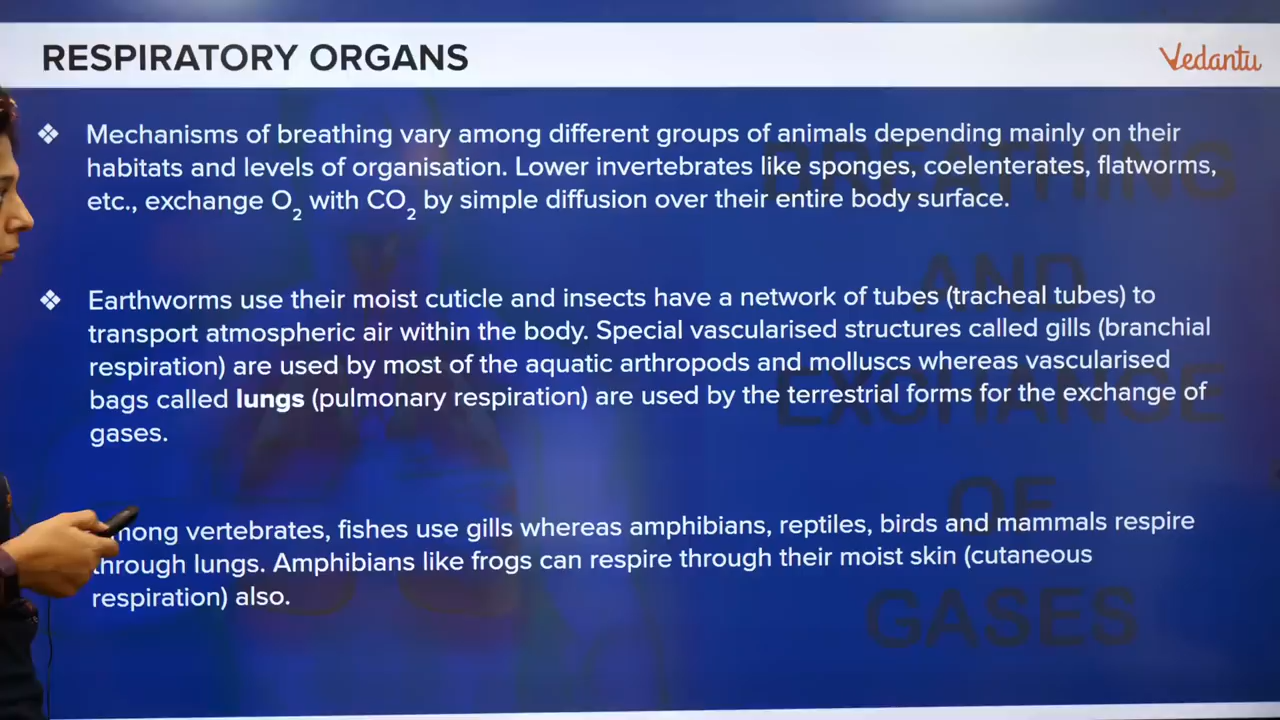 RESPIRATORY ORGANS
Vedantu
❖ Mechanisms of breathing vary among different groups of animals depending mainly on their
habitats and levels of organisation. Lower invertebrates like sponges, coelenterates, flatworms,
etc., exchange O₂ with CO₂ by simple diffusion over their entire body surface.
❖ Earthworms use their moist cuticle and insects have a network of tubes (tracheal tubes) to
transport atmospheric air within the body. Special vascularised structures called gills (branchial
respiration) are used by most of the aquatic arthropods and molluscs whereas vascularised
bags called lungs (pulmonary respiration) are used by the terrestrial forms for the exchange of
gases.
mong vertebrates, fishes use gills whereas amphibians, reptiles, birds and mammals respire
through lungs. Amphibians like frogs can respire through their moist skin (cutaneous
respiration) also.
BREATHING
AND
EXCHANGE
OF
GASES